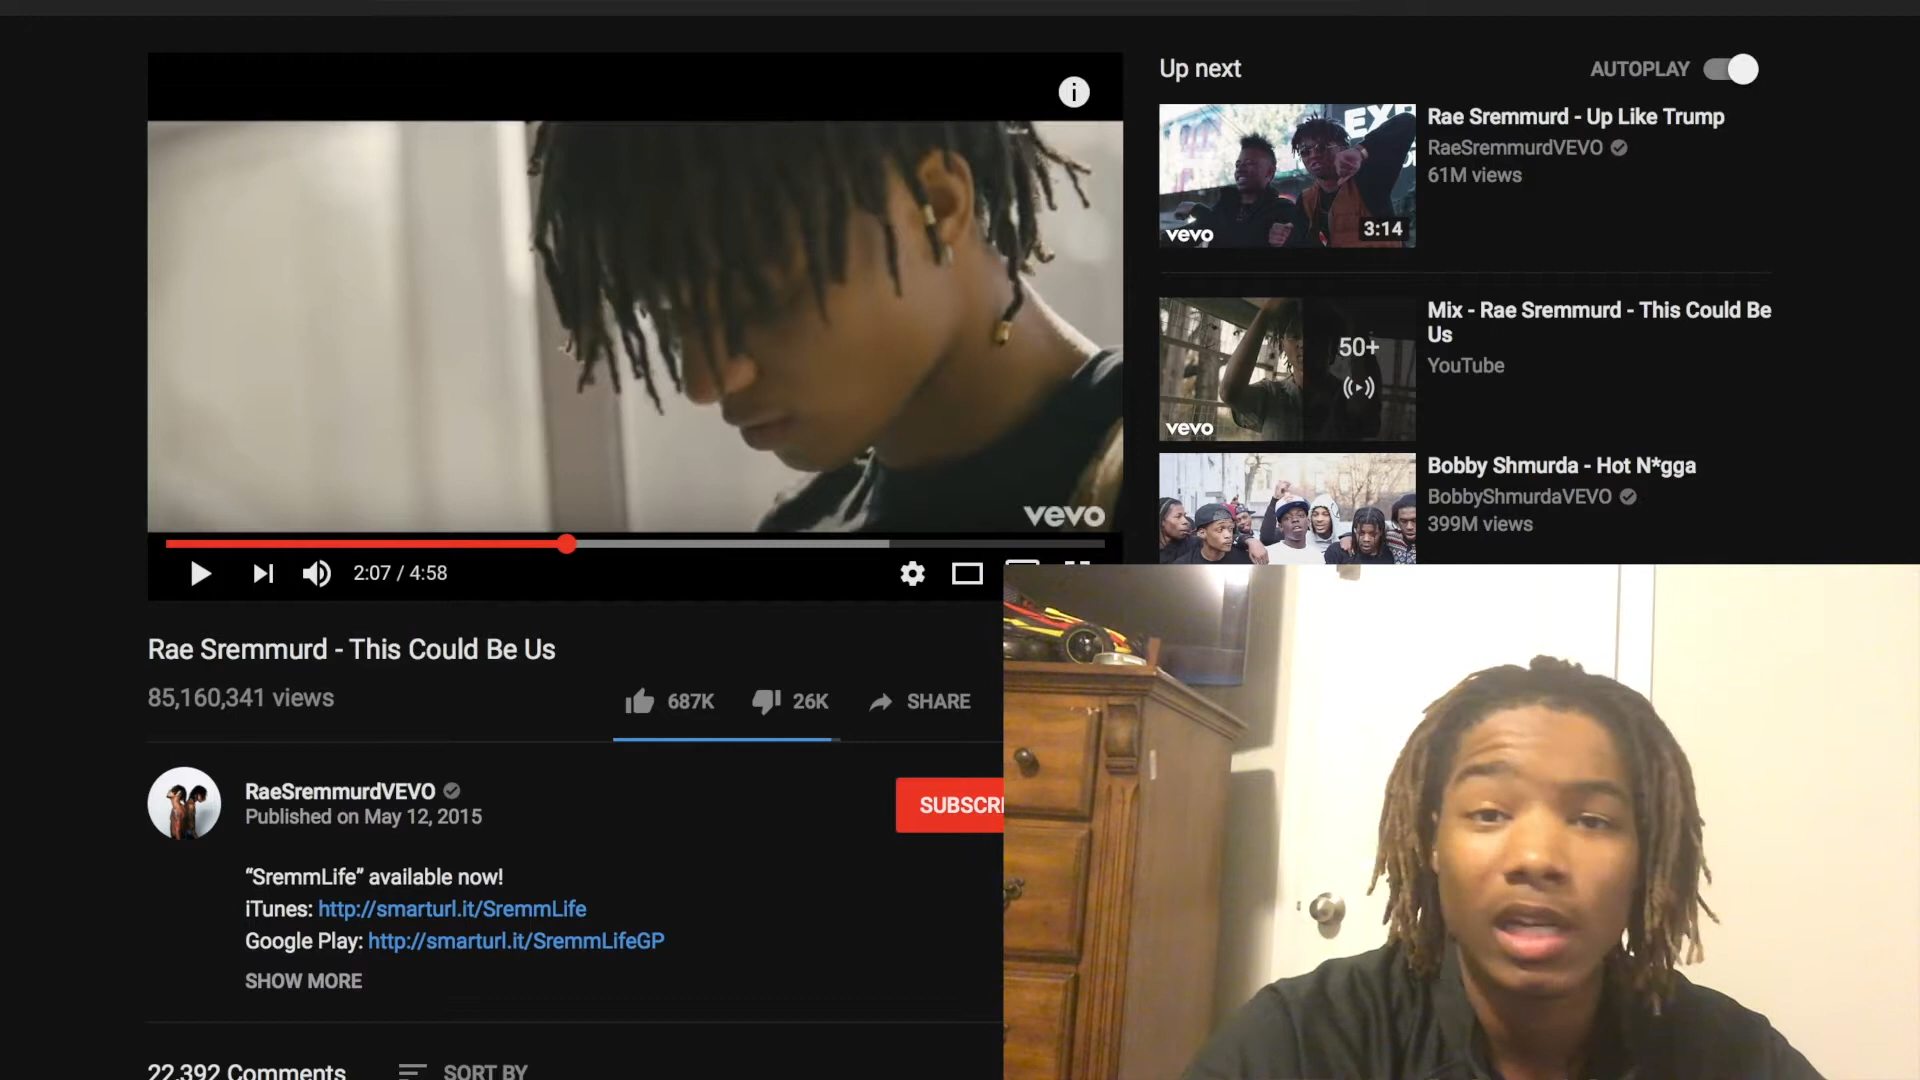 vevo
2:07 / 4:58
Rae Sremmurd - This Could Be Us
85,160,341 views
687K
26K
SHARE
RaeSremmurdVEVO
Published on May 12, 2015
SUBSCRI
“SremmLife” available now!
iTunes: http://smarturl.it/SremmLife
Google Play: http://smarturl.it/SremmLifeGP
SHOW MORE
22,392 Comments
SORT BY
Up next
AUTOPLAY
EXP
vevo
3:14
Rae Sremmurd - Up Like Trump
RaeSremmurdVEVO
61M views
50+
vevo
Mix - Rae Sremmurd - This Could Be
Us
YouTube
Bobby Shmurda - Hot N*gga
BobbyShmurdaVEVO
399M views